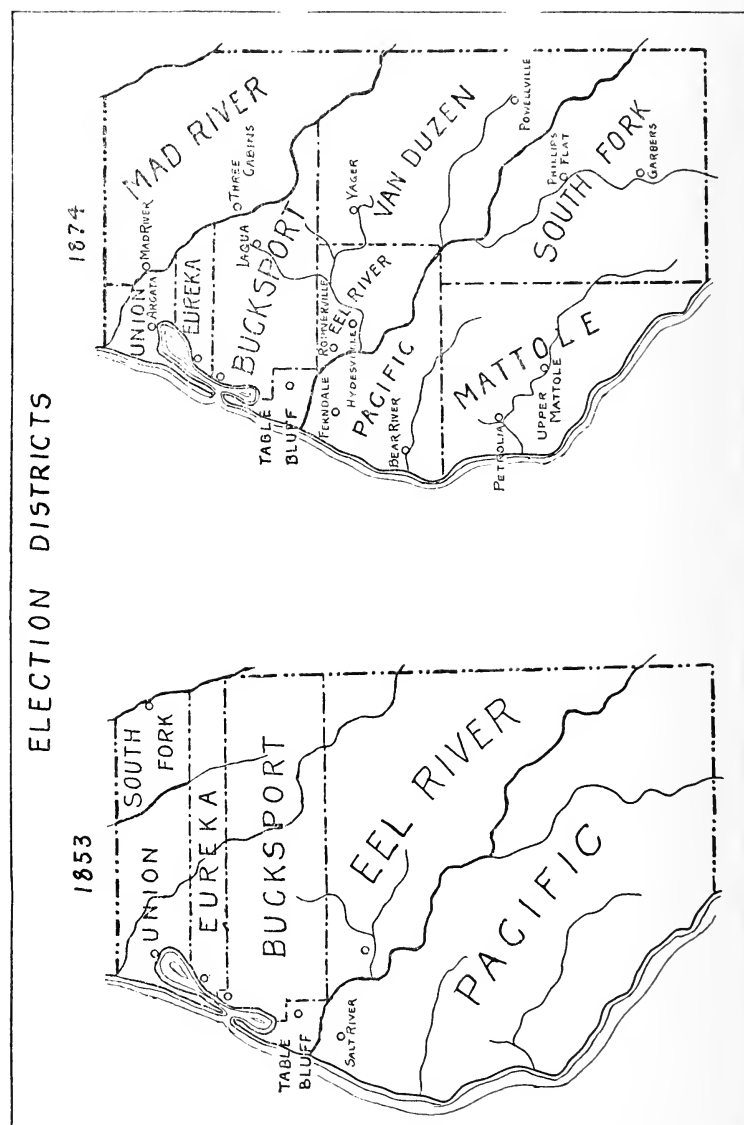 ELECTION DISTRICTS
1853
UNION
SOUTH
FORK
EUREKA
BUCKSPORT
TABLE
BLUFF
SALT RIVER
EEL RIVER
PACIFIC
1874
MAD RIVER
UNION
MAD RIVER
ARCATA
THREE
CABINS
EUREKA
BUCKSPORT
IAQUA
TABLE
BLUFF
FERNDALE
ROHNERVILLE
EEL RIVER
HYDESVILLE
YAGER
VAN DUZEN
POWELLVILLE
PACIFIC
BEAR RIVER
MATTOLE
PETROLIA
UPPER
MATTOLE
SOUTH FORK
PHILLIPS
FLAT
GARBERS